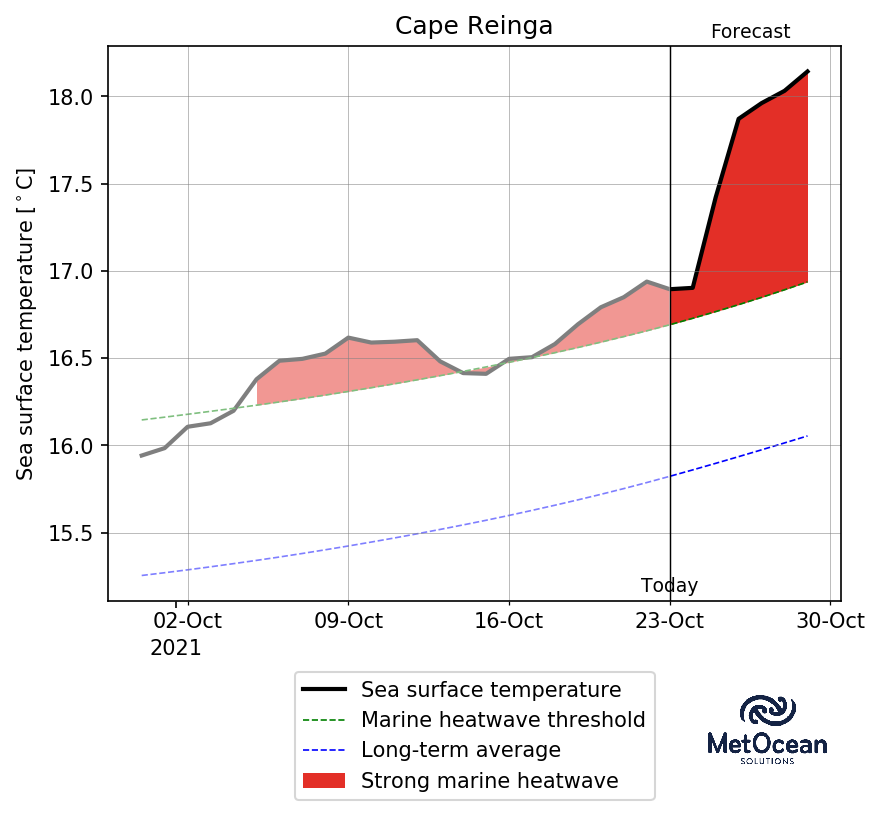 Cape Reinga
Forecast
Sea surface temperature [°C]
18.0
17.5
17.0
16.5
16.0
15.5
Today
02-Oct
09-Oct
16-Oct
23-Oct
30-Oct
2021
Sea surface temperature
Marine heatwave threshold
Long-term average
Strong marine heatwave
MetOcean
SOLUTIONS